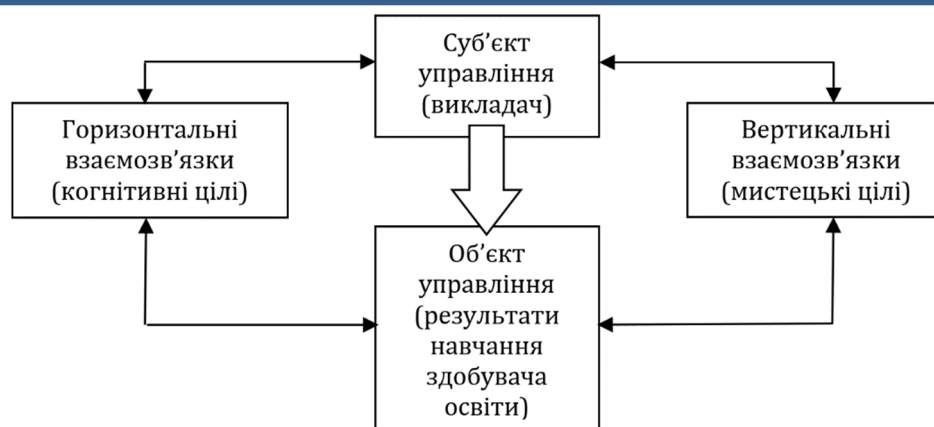 Суб’єкт
управління
(викладач)
Горизонтальні
взаємозв’язки
(когнітивні цілі)
Вертикальні
взаємозв’язки
(мистецькі цілі)
Об’єкт
управління
(результати
навчання
здобувача
освіти)